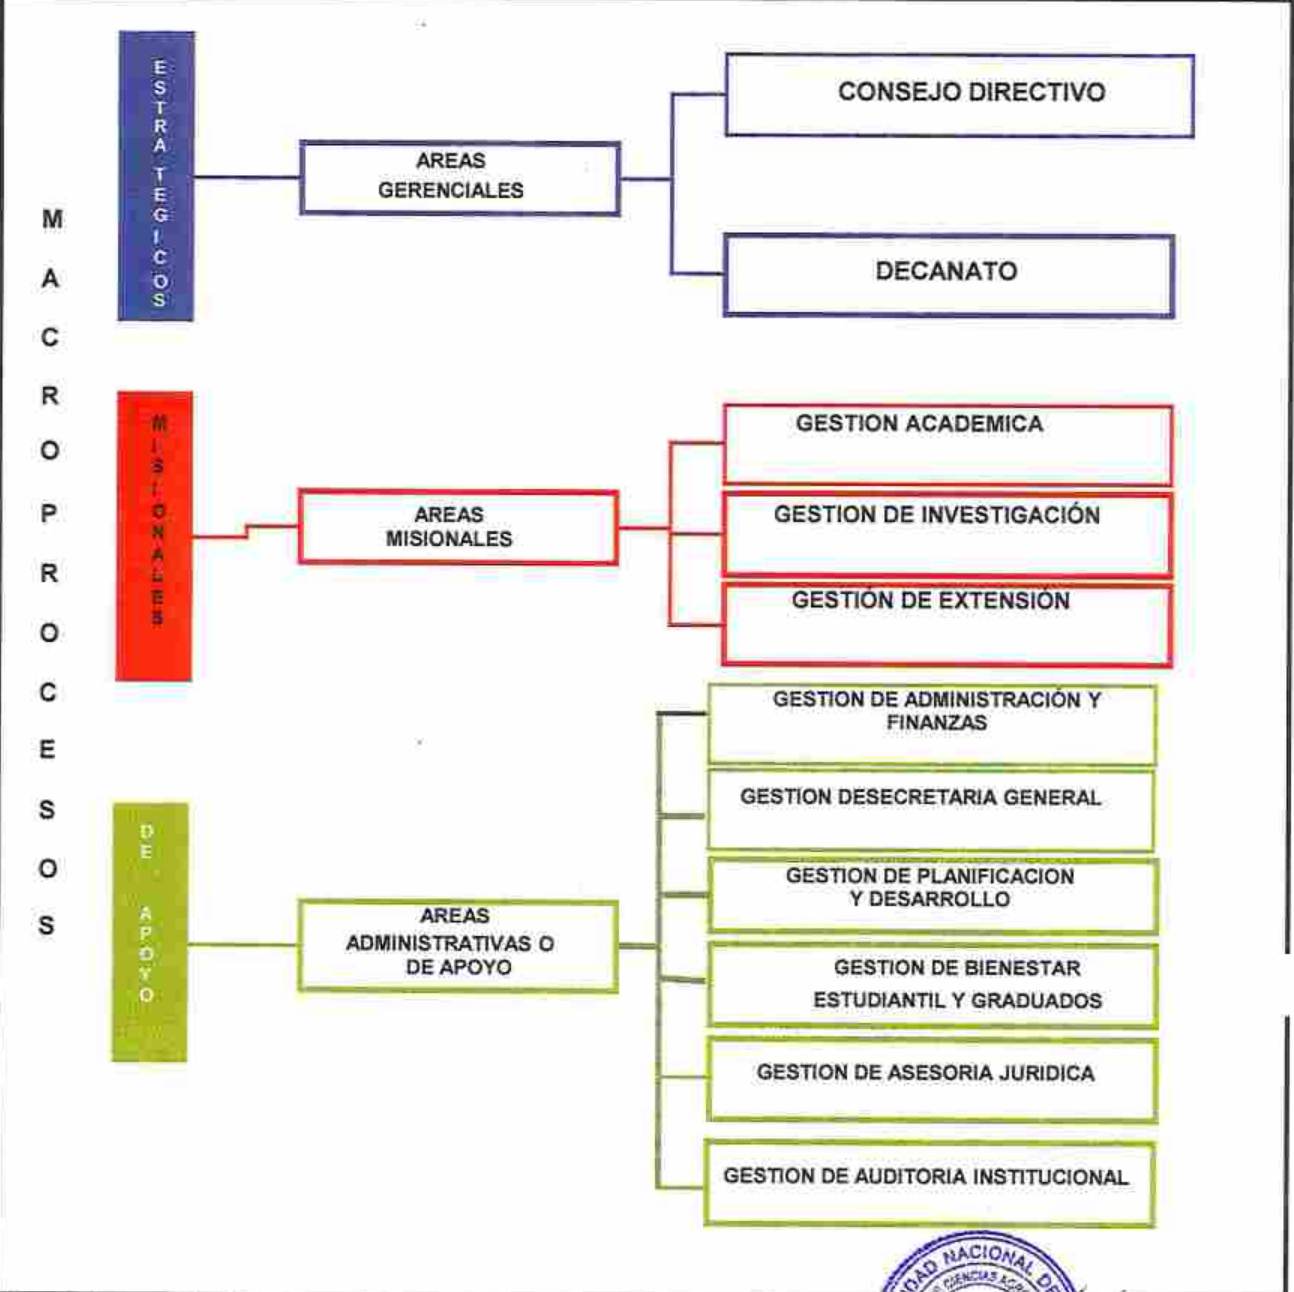 MACROPROCESOS
ESTRATEGICOS
AREAS
GERENCIALES
CONSEJO DIRECTIVO
DECANATO
MISIONALES
AREAS
MISIONALES
GESTION ACADEMICA
GESTION DE INVESTIGACIÓN
GESTIÓN DE EXTENSIÓN
DE APOYO
AREAS
ADMINISTRATIVAS O
DE APOYO
GESTION DE ADMINISTRACIÓN Y
FINANZAS
GESTION DESECRETARIA GENERAL
GESTION DE PLANIFICACION
Y DESARROLLO
GESTION DE BIENESTAR
ESTUDIANTIL Y GRADUADOS
GESTION DE ASESORIA JURIDICA
GESTION DE AUDITORIA INSTITUCIONAL
NACIONAL DE
CIENCIAS